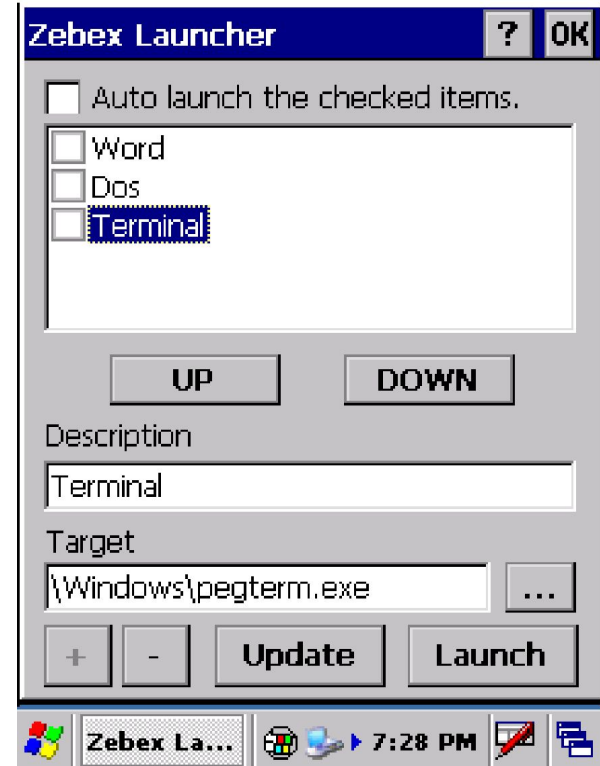 Zebex Launcher ? OK
Auto launch the checked items.
Word
Dos
Terminal
UP DOWN
Description
Terminal
Target
\Windows\pegterm.exe ...
+ - Update Launch
Zebex La... 7:28 PM